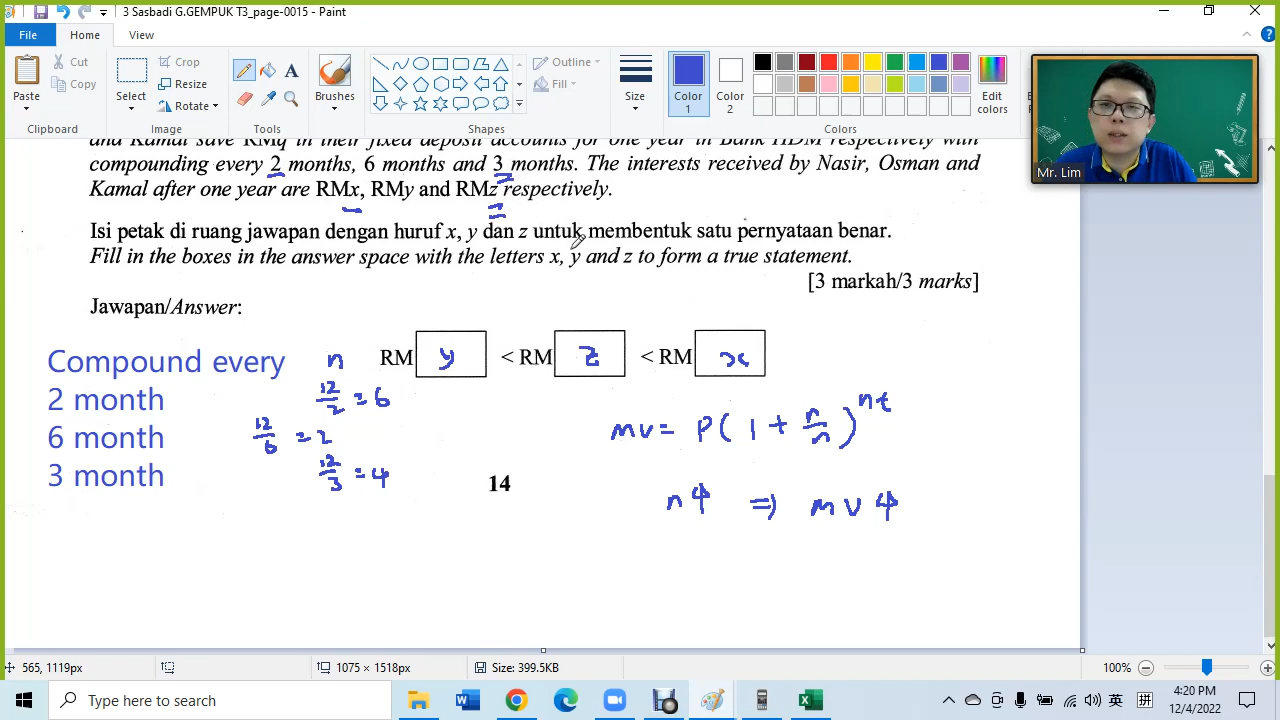 3 Sasbadi G.GEMPUK T3_page-0015 - Paint
File Home View
Paste Cut Copy Clipboard
Select Crop Resize Rotate Image
A Tools
Brushes
Outline Fill Shapes
Size
Color 1 Color 2 Edit colors Colors
Mr. Lim
and Kamal save RMq in their fixed deposit accounts for one year in Bank HDM respectively with
compounding every 2 months, 6 months and 3 months. The interests received by Nasir, Osman and
Kamal after one year are RMx, RMy and RMz respectively.
Isi petak di ruang jawapan dengan huruf x, y dan z untuk membentuk satu pernyataan benar.
Fill in the boxes in the answer space with the letters x, y and z to form a true statement.
[3 markah/3 marks]
Jawapan/Answer:
RM y < RM z < RM x
Compound every n
2 month 12/2 = 6
6 month 12/6 = 2
3 month 12/3 = 4
mv = P(1 + r/n)^nt
n↑ ⇒ mv↑
14
565, 1119px 1075 × 1518px Size: 399.5KB 100%
Type here to search
英 拼 4:20 PM
12/4/2022